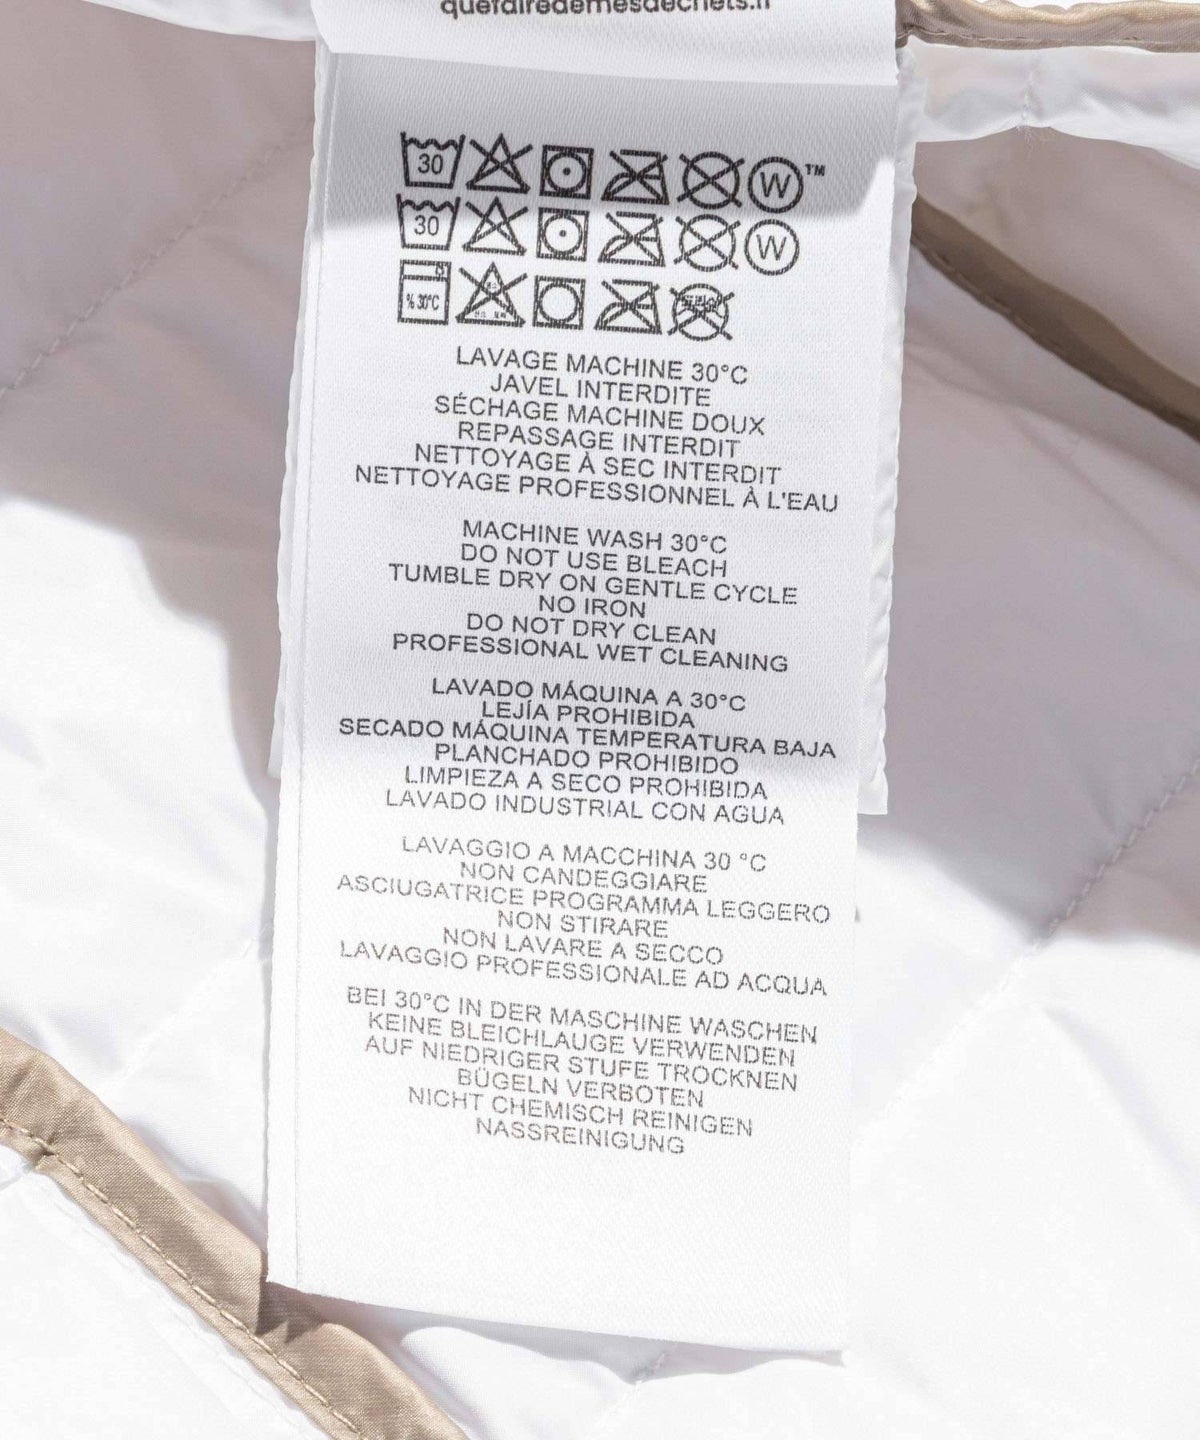 quefairedemesdechets.fr
30 W ™
30 W
% 30°C
LAVAGE MACHINE 30°C
JAVEL INTERDITE
SÉCHAGE MACHINE DOUX
REPASSAGE INTERDIT
NETTOYAGE À SEC INTERDIT
NETTOYAGE PROFESSIONNEL À L'EAU
MACHINE WASH 30°C
DO NOT USE BLEACH
TUMBLE DRY ON GENTLE CYCLE
NO IRON
DO NOT DRY CLEAN
PROFESSIONAL WET CLEANING
LAVADO MÁQUINA A 30°C
LEJÍA PROHIBIDA
SECADO MÁQUINA TEMPERATURA BAJA
PLANCHADO PROHIBIDO
LIMPIEZA A SECO PROHIBIDA
LAVADO INDUSTRIAL CON AGUA
LAVAGGIO A MACCHINA 30 °C
NON CANDEGGIARE
ASCIUGATRICE PROGRAMMA LEGGERO
NON STIRARE
NON LAVARE A SECCO
LAVAGGIO PROFESSIONALE AD ACQUA
BEI 30°C IN DER MASCHINE WASCHEN
KEINE BLEICHLAUGE VERWENDEN
AUF NIEDRIGER STUFE TROCKNEN
BÜGELN VERBOTEN
NICHT CHEMISCH REINIGEN
NASSREINIGUNG